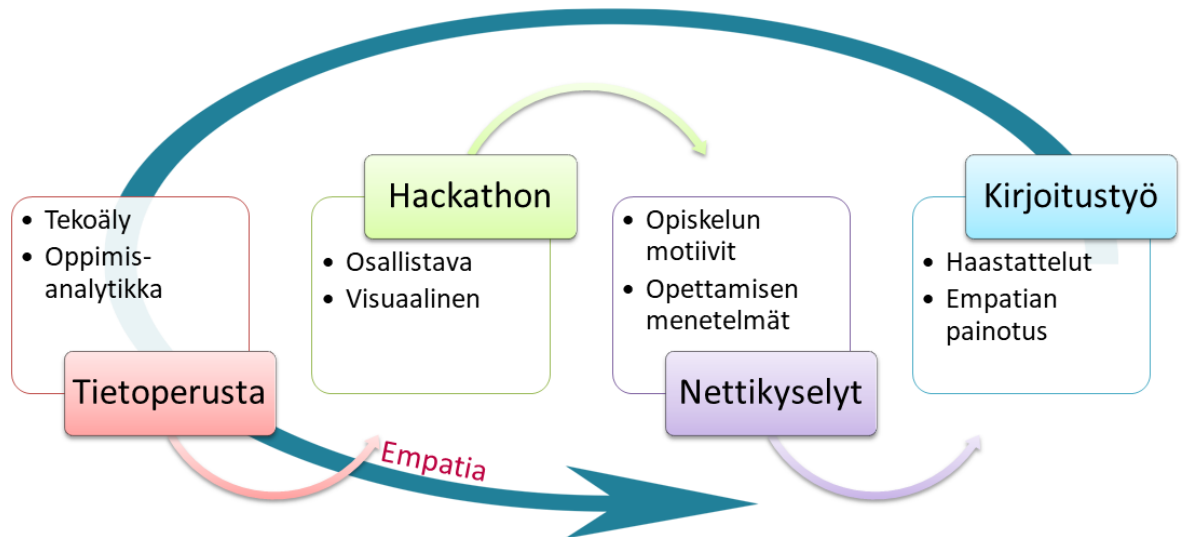 • Tekoäly
• Oppimis-
analytikka
Tietoperusta
Hackathon
• Osallistava
• Visuaalinen
• Opiskelun
motiivit
• Opettamisen
menetelmät
Nettikyselyt
Kirjoitustyö
• Haastattelut
• Empatian
painotus
Empatia